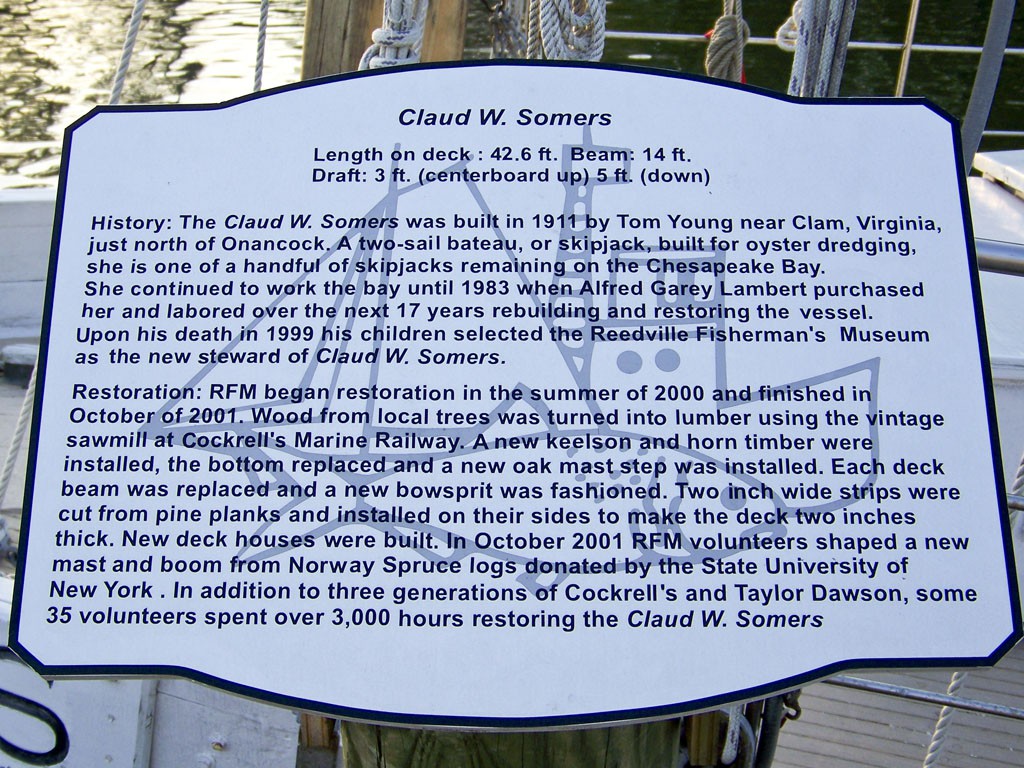 Claud W. Somers
Length on deck : 42.6 ft. Beam: 14 ft.
Draft: 3 ft. (centerboard up) 5 ft. (down)
History: The Claud W. Somers was built in 1911 by Tom Young near Clam, Virginia,
just north of Onancock. A two-sail bateau, or skipjack, built for oyster dredging,
she is one of a handful of skipjacks remaining on the Chesapeake Bay.
She continued to work the bay until 1983 when Alfred Garey Lambert purchased
her and labored over the next 17 years rebuilding and restoring the vessel.
Upon his death in 1999 his children selected the Reedville Fisherman's Museum
as the new steward of Claud W. Somers.
Restoration: RFM began restoration in the summer of 2000 and finished in
October of 2001. Wood from local trees was turned into lumber using the vintage
sawmill at Cockrell's Marine Railway. A new keelson and horn timber were
installed, the bottom replaced and a new oak mast step was installed. Each deck
beam was replaced and a new bowsprit was fashioned. Two inch wide strips were
cut from pine planks and installed on their sides to make the deck two inches
thick. New deck houses were built. In October 2001 RFM volunteers shaped a new
mast and boom from Norway Spruce logs donated by the State University of
New York . In addition to three generations of Cockrell's and Taylor Dawson, some
35 volunteers spent over 3,000 hours restoring the Claud W. Somers